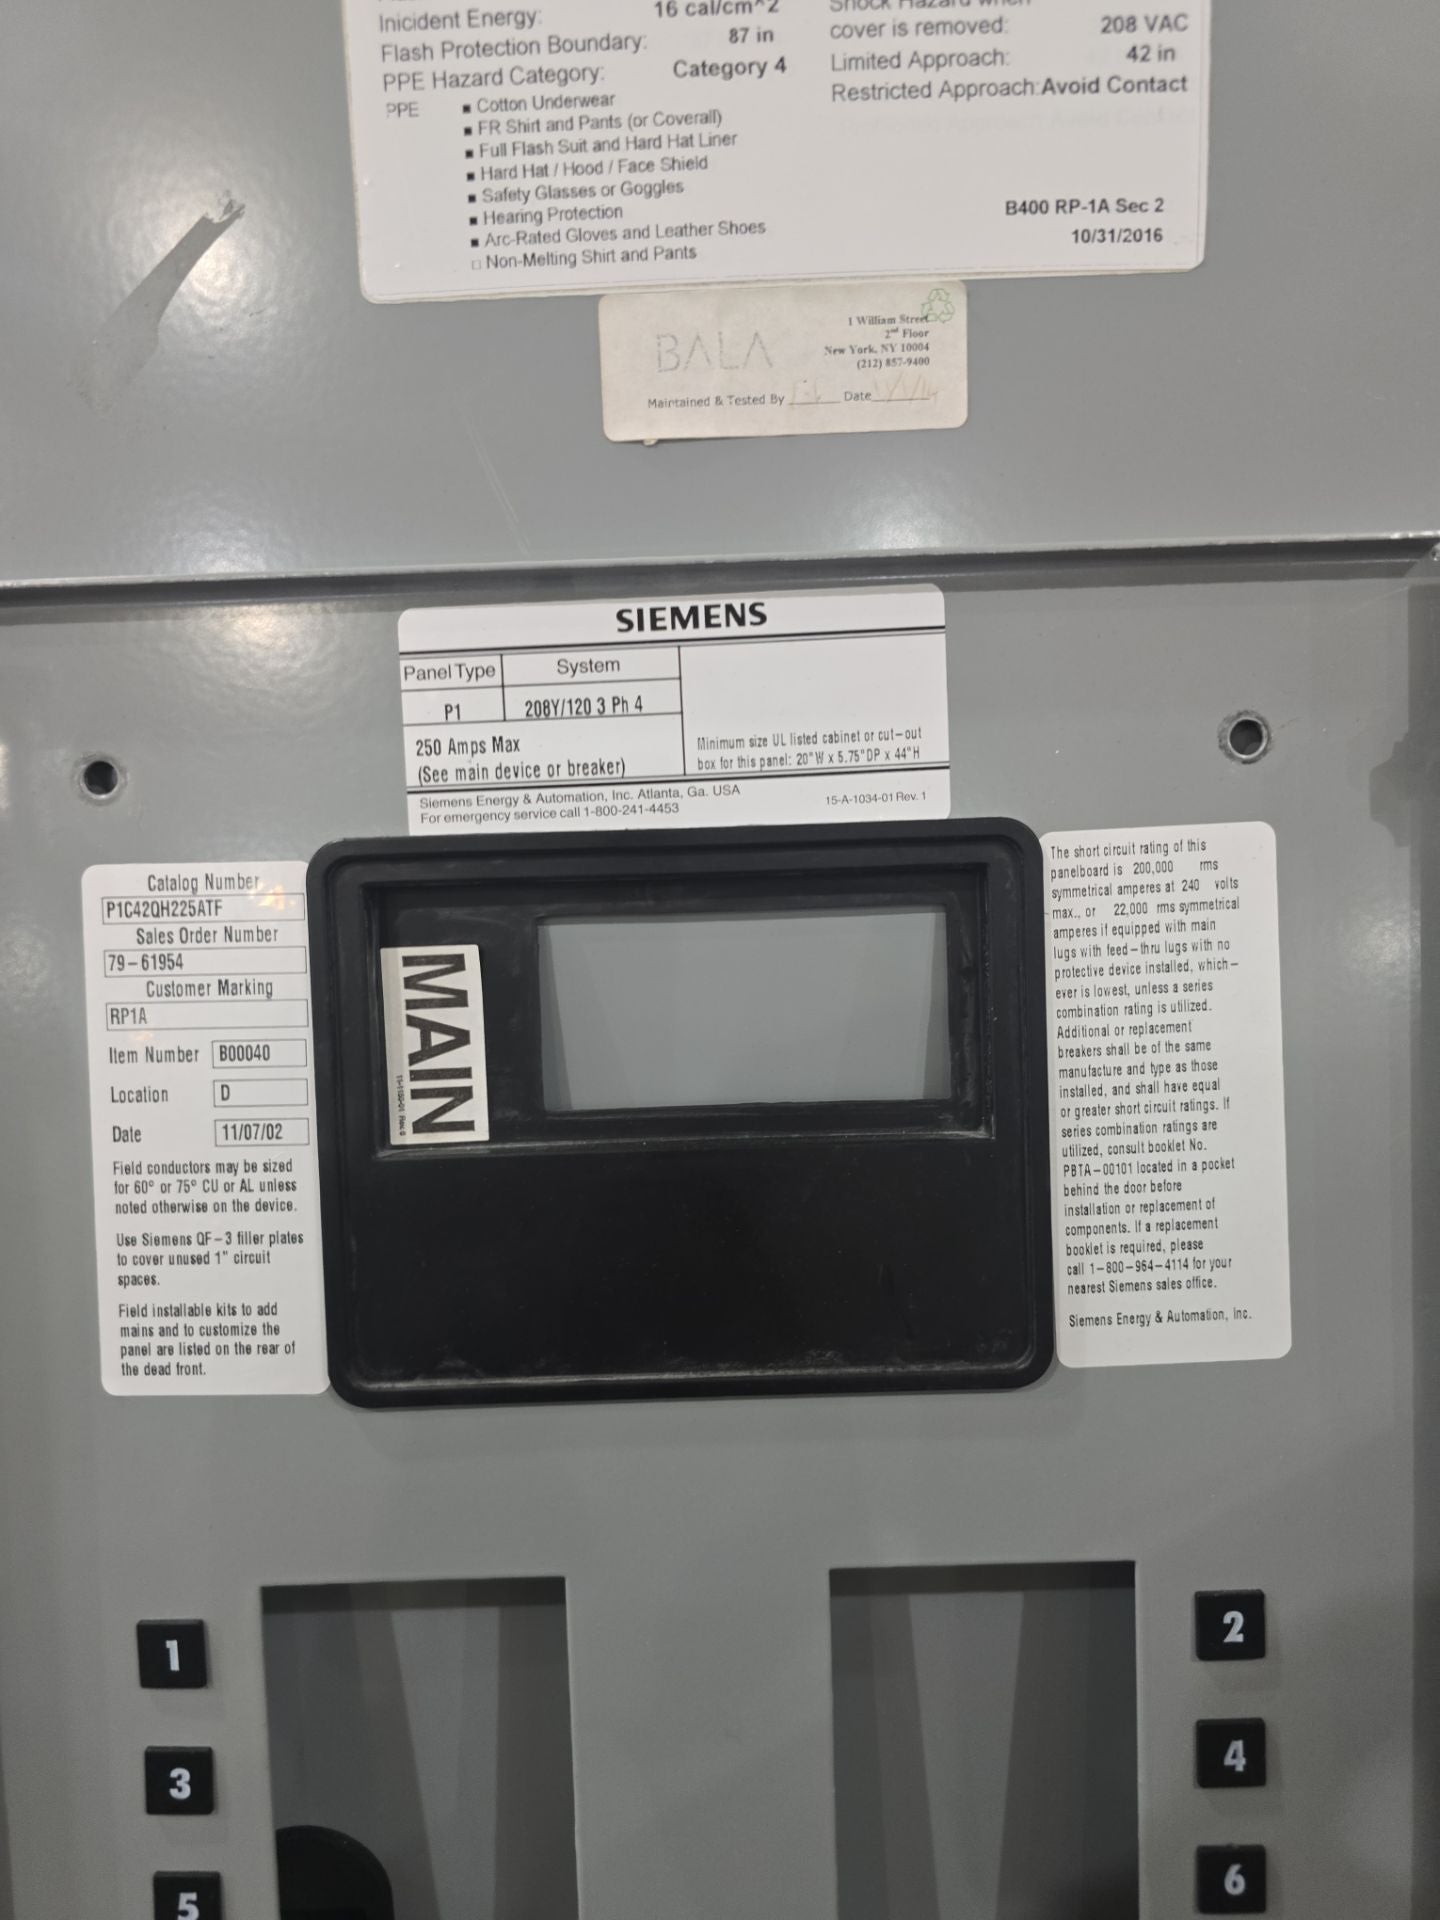 Inicident Energy: 16 cal/cm^2
Flash Protection Boundary: 87 in
PPE Hazard Category: Category 4
PPE ■ Cotton Underwear
■ FR Shirt and Pants (or Coverall)
■ Full Flash Suit and Hard Hat Liner
■ Hard Hat / Hood / Face Shield
■ Safety Glasses or Goggles
■ Hearing Protection
■ Arc-Rated Gloves and Leather Shoes
□ Non-Melting Shirt and Pants
Shock Hazard when
cover is removed: 208 VAC
Limited Approach: 42 in
Restricted Approach: Avoid Contact
B400 RP-1A Sec 2
10/31/2016
BALA
1 William Street
2nd Floor
New York, NY 10004
(212) 857-9400
Maintained & Tested By Date
SIEMENS
Panel Type System
P1 208Y/120 3 Ph 4
250 Amps Max
(See main device or breaker)
Minimum size UL listed cabinet or cut-out
box for this panel: 20"W x 5.75"DP x 44"H
Siemens Energy & Automation, Inc. Atlanta, Ga. USA
For emergency service call 1-800-241-4453
15-A-1034-01 Rev. 1
Catalog Number
P1C42QH225ATF
Sales Order Number
79-61954
Customer Marking
RP1A
Item Number B00040
Location D
Date 11/07/02
Field conductors may be sized
for 60° or 75° CU or AL unless
noted otherwise on the device.
Use Siemens QF-3 filler plates
to cover unused 1" circuit
spaces.
Field installable kits to add
mains and to customize the
panel are listed on the rear of
the dead front.
MAIN
The short circuit rating of this
panelboard is 200,000 rms
symmetrical amperes at 240 volts
max., or 22,000 rms symmetrical
amperes if equipped with main
lugs with feed-thru lugs with no
protective device installed, which-
ever is lowest, unless a series
combination rating is utilized.
Additional or replacement
breakers shall be of the same
manufacture and type as those
installed, and shall have equal
or greater short circuit ratings. If
series combination ratings are
utilized, consult booklet No.
PBTA-00101 located in a pocket
behind the door before
installation or replacement of
components. If a replacement
booklet is required, please
call 1-800-964-4114 for your
nearest Siemens sales office.
Siemens Energy & Automation, Inc.
1
2
3
4
5
6